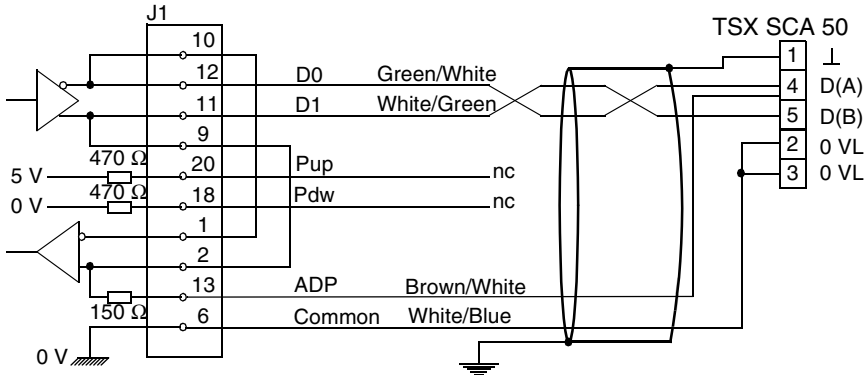 J1
TSX SCA 50
10
1 ⊥
12 D0 Green/White
4 D(A)
11 D1 White/Green
5 D(B)
9
2 0 VL
470 Ω
5 V 20 Pup nc
3 0 VL
470 Ω
0 V 18 Pdw nc
1
2
13 ADP Brown/White
150 Ω
6 Common White/Blue
0 V